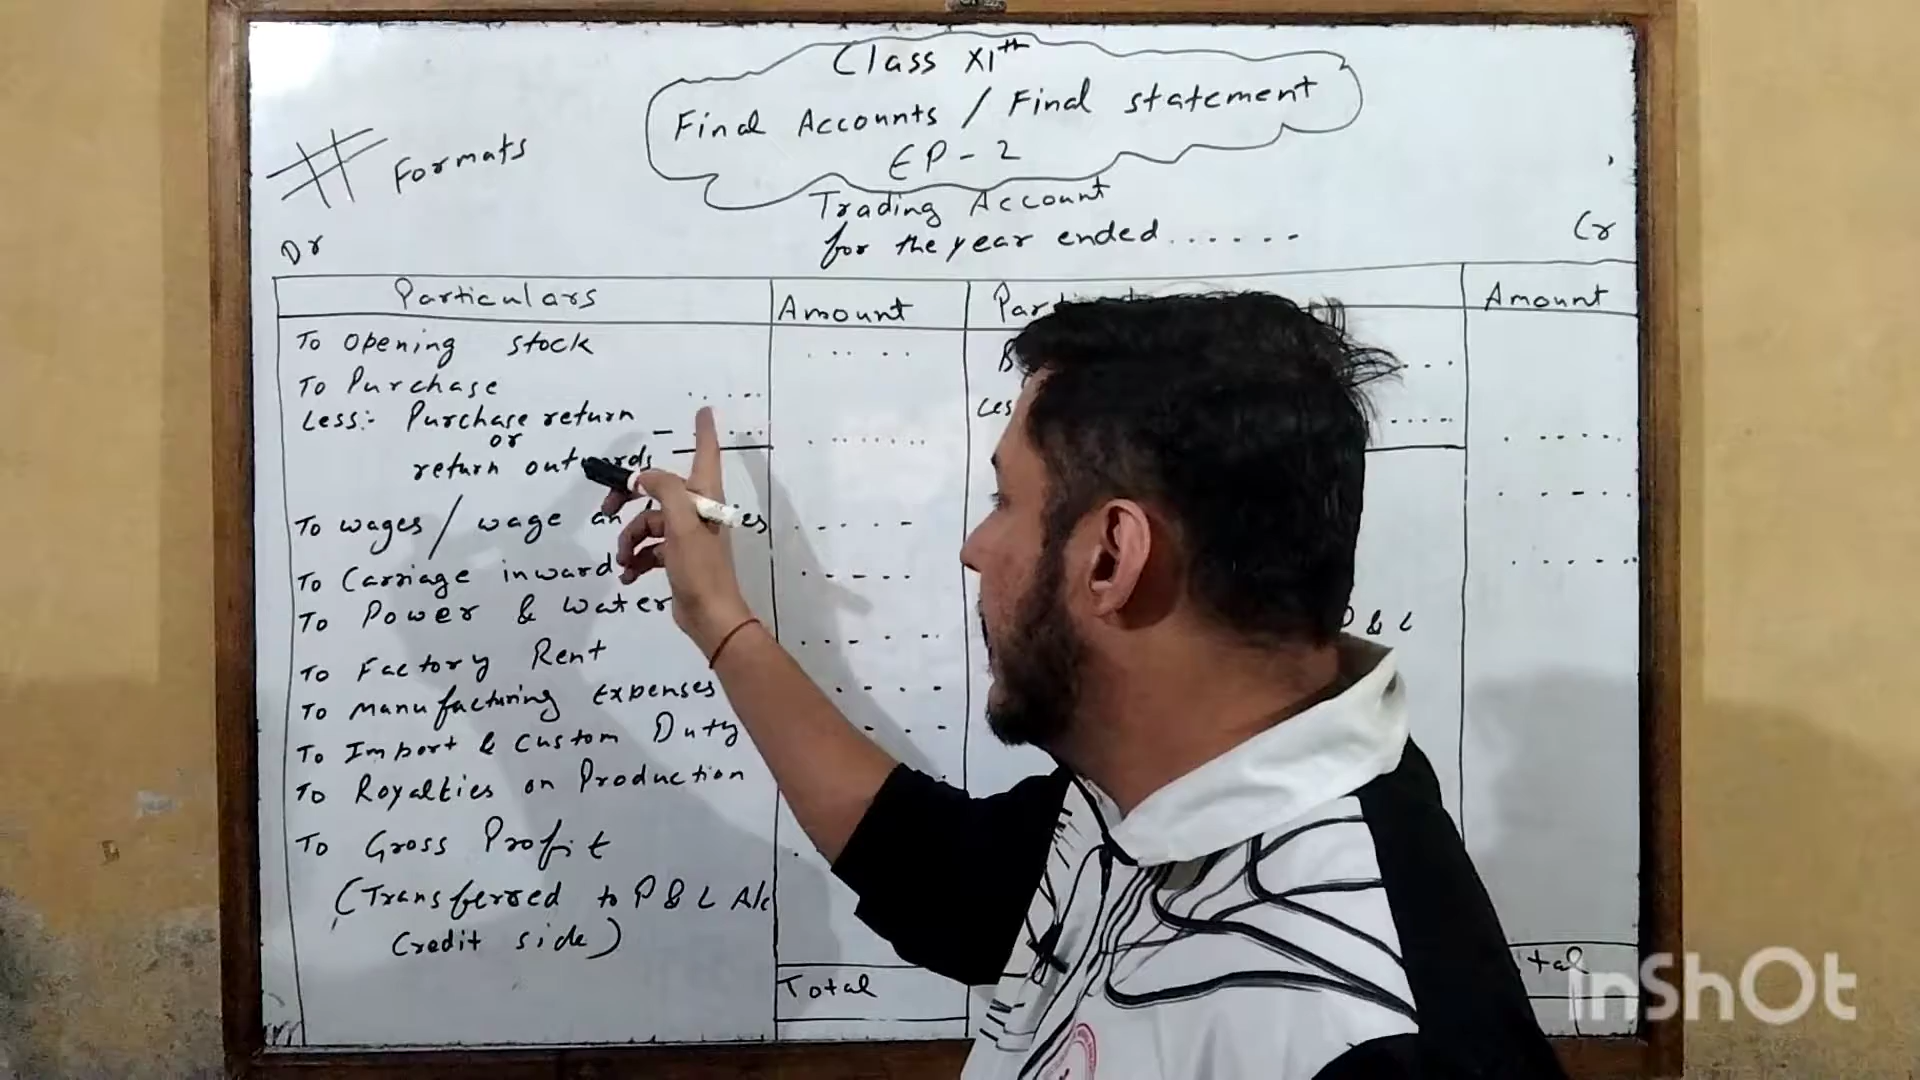 Class XIth
Final Accounts / Final statement
EP - 2
# Formats
Trading Account
for the year ended......
Dr
Cr
Particulars
Amount
Amount
To Opening stock
To Purchase
Less:- Purchase return
or
return outwards
To wages / wage
To Carriage inward
To Power & water
To Factory Rent
To Manufacturing Expenses
To Import & Custom Duty
To Royalties on Production
To Gross Profit
(Transferred to P & L A/c
Credit side)
Total
P & L
InShOt